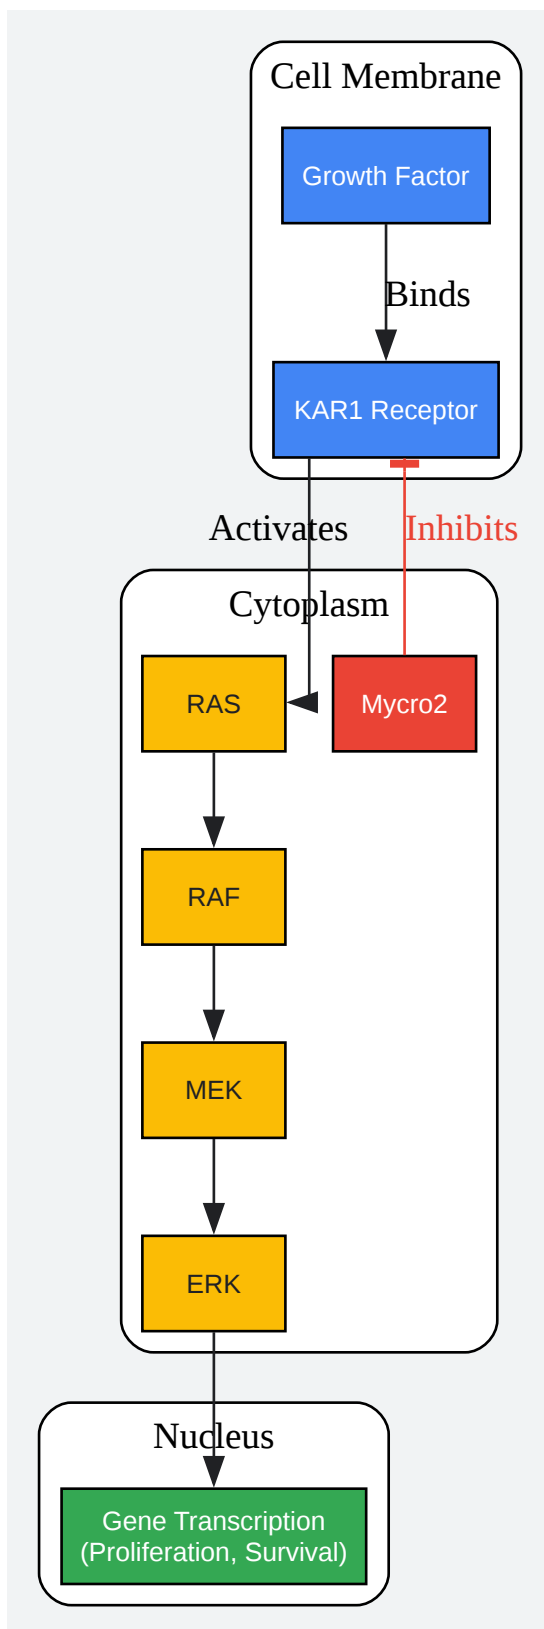 Cell Membrane
Growth Factor
Binds
KAR1 Receptor
Activates
Inhibits
Cytoplasm
RAS
Mycro2
RAF
MEK
ERK
Nucleus
Gene Transcription
(Proliferation, Survival)